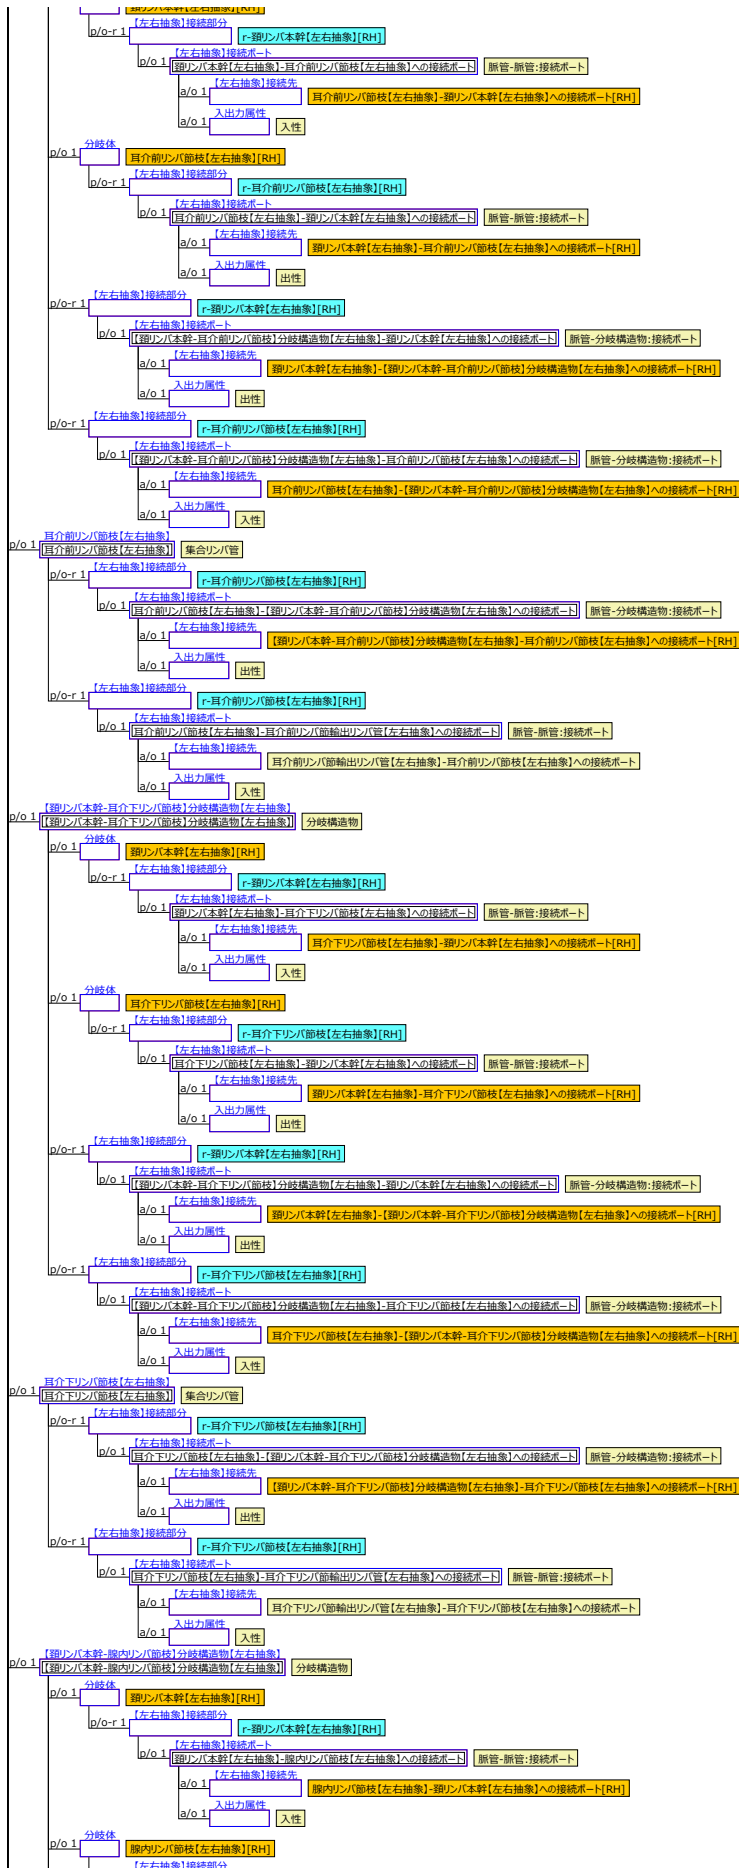 頚リンパ本幹【左右抽象】[RH]
p/o-r 1 【左右抽象】接続部分 r-頚リンパ本幹【左右抽象】[RH]
p/o 1 【左右抽象】接続ポート 頚リンパ本幹【左右抽象】-耳介前リンパ節枝【左右抽象】への接続ポート 脈管-脈管:接続ポート
a/o 1 【左右抽象】接続先 耳介前リンパ節枝【左右抽象】-頚リンパ本幹【左右抽象】への接続ポート[RH]
a/o 1 入出力属性 入性
p/o 1 分岐体 耳介前リンパ節枝【左右抽象】[RH]
p/o-r 1 【左右抽象】接続部分 r-耳介前リンパ節枝【左右抽象】[RH]
p/o 1 【左右抽象】接続ポート 耳介前リンパ節枝【左右抽象】-頚リンパ本幹【左右抽象】への接続ポート 脈管-脈管:接続ポート
a/o 1 【左右抽象】接続先 頚リンパ本幹【左右抽象】-耳介前リンパ節枝【左右抽象】への接続ポート[RH]
a/o 1 入出力属性 出性
p/o-r 1 【左右抽象】接続部分 r-頚リンパ本幹【左右抽象】[RH]
p/o 1 【左右抽象】接続ポート 【頚リンパ本幹-耳介前リンパ節枝】分岐構造物【左右抽象】-頚リンパ本幹【左右抽象】への接続ポート 脈管-分岐構造物:接続ポート
a/o 1 【左右抽象】接続先 頚リンパ本幹【左右抽象】-【頚リンパ本幹-耳介前リンパ節枝】分岐構造物【左右抽象】への接続ポート[RH]
a/o 1 入出力属性 出性
p/o-r 1 【左右抽象】接続部分 r-耳介前リンパ節枝【左右抽象】[RH]
p/o 1 【左右抽象】接続ポート 【頚リンパ本幹-耳介前リンパ節枝】分岐構造物【左右抽象】-耳介前リンパ節枝【左右抽象】への接続ポート 脈管-分岐構造物:接続ポート
a/o 1 【左右抽象】接続先 耳介前リンパ節枝【左右抽象】-【頚リンパ本幹-耳介前リンパ節枝】分岐構造物【左右抽象】への接続ポート[RH]
a/o 1 入出力属性 入性
p/o 1 耳介前リンパ節枝【左右抽象】 耳介前リンパ節枝【左右抽象】 集合リンパ管
p/o-r 1 【左右抽象】接続部分 r-耳介前リンパ節枝【左右抽象】[RH]
p/o 1 【左右抽象】接続ポート 耳介前リンパ節枝【左右抽象】-【頚リンパ本幹-耳介前リンパ節枝】分岐構造物【左右抽象】への接続ポート 脈管-分岐構造物:接続ポート
a/o 1 【左右抽象】接続先 【頚リンパ本幹-耳介前リンパ節枝】分岐構造物【左右抽象】-耳介前リンパ節枝【左右抽象】への接続ポート[RH]
a/o 1 入出力属性 出性
p/o-r 1 【左右抽象】接続部分 r-耳介前リンパ節枝【左右抽象】[RH]
p/o 1 【左右抽象】接続ポート 耳介前リンパ節枝【左右抽象】-耳介前リンパ節輸出リンパ管【左右抽象】への接続ポート 脈管-脈管:接続ポート
a/o 1 【左右抽象】接続先 耳介前リンパ節輸出リンパ管【左右抽象】-耳介前リンパ節枝【左右抽象】への接続ポート
a/o 1 入出力属性 入性
p/o 1 【頚リンパ本幹-耳介下リンパ節枝】分岐構造物【左右抽象】 【頚リンパ本幹-耳介下リンパ節枝】分岐構造物【左右抽象】 分岐構造物
p/o 1 分岐体 頚リンパ本幹【左右抽象】[RH]
p/o-r 1 【左右抽象】接続部分 r-頚リンパ本幹【左右抽象】[RH]
p/o 1 【左右抽象】接続ポート 頚リンパ本幹【左右抽象】-耳介下リンパ節枝【左右抽象】への接続ポート 脈管-脈管:接続ポート
a/o 1 【左右抽象】接続先 耳介下リンパ節枝【左右抽象】-頚リンパ本幹【左右抽象】への接続ポート[RH]
a/o 1 入出力属性 入性
p/o 1 分岐体 耳介下リンパ節枝【左右抽象】[RH]
p/o-r 1 【左右抽象】接続部分 r-耳介下リンパ節枝【左右抽象】[RH]
p/o 1 【左右抽象】接続ポート 耳介下リンパ節枝【左右抽象】-頚リンパ本幹【左右抽象】への接続ポート 脈管-脈管:接続ポート
a/o 1 【左右抽象】接続先 頚リンパ本幹【左右抽象】-耳介下リンパ節枝【左右抽象】への接続ポート[RH]
a/o 1 入出力属性 出性
p/o-r 1 【左右抽象】接続部分 r-頚リンパ本幹【左右抽象】[RH]
p/o 1 【左右抽象】接続ポート 【頚リンパ本幹-耳介下リンパ節枝】分岐構造物【左右抽象】-頚リンパ本幹【左右抽象】への接続ポート 脈管-分岐構造物:接続ポート
a/o 1 【左右抽象】接続先 頚リンパ本幹【左右抽象】-【頚リンパ本幹-耳介下リンパ節枝】分岐構造物【左右抽象】への接続ポート[RH]
a/o 1 入出力属性 出性
p/o-r 1 【左右抽象】接続部分 r-耳介下リンパ節枝【左右抽象】[RH]
p/o 1 【左右抽象】接続ポート 【頚リンパ本幹-耳介下リンパ節枝】分岐構造物【左右抽象】-耳介下リンパ節枝【左右抽象】への接続ポート 脈管-分岐構造物:接続ポート
a/o 1 【左右抽象】接続先 耳介下リンパ節枝【左右抽象】-【頚リンパ本幹-耳介下リンパ節枝】分岐構造物【左右抽象】への接続ポート[RH]
a/o 1 入出力属性 入性
p/o 1 耳介下リンパ節枝【左右抽象】 耳介下リンパ節枝【左右抽象】 集合リンパ管
p/o-r 1 【左右抽象】接続部分 r-耳介下リンパ節枝【左右抽象】[RH]
p/o 1 【左右抽象】接続ポート 耳介下リンパ節枝【左右抽象】-【頚リンパ本幹-耳介下リンパ節枝】分岐構造物【左右抽象】への接続ポート 脈管-分岐構造物:接続ポート
a/o 1 【左右抽象】接続先 【頚リンパ本幹-耳介下リンパ節枝】分岐構造物【左右抽象】-耳介下リンパ節枝【左右抽象】への接続ポート[RH]
a/o 1 入出力属性 出性
p/o-r 1 【左右抽象】接続部分 r-耳介下リンパ節枝【左右抽象】[RH]
p/o 1 【左右抽象】接続ポート 耳介下リンパ節枝【左右抽象】-耳介下リンパ節輸出リンパ管【左右抽象】への接続ポート 脈管-脈管:接続ポート
a/o 1 【左右抽象】接続先 耳介下リンパ節輸出リンパ管【左右抽象】-耳介下リンパ節枝【左右抽象】への接続ポート
a/o 1 入出力属性 入性
p/o 1 【頚リンパ本幹-腺内リンパ節枝】分岐構造物【左右抽象】 【頚リンパ本幹-腺内リンパ節枝】分岐構造物【左右抽象】 分岐構造物
p/o 1 分岐体 頚リンパ本幹【左右抽象】[RH]
p/o-r 1 【左右抽象】接続部分 r-頚リンパ本幹【左右抽象】[RH]
p/o 1 【左右抽象】接続ポート 頚リンパ本幹【左右抽象】-腺内リンパ節枝【左右抽象】への接続ポート 脈管-脈管:接続ポート
a/o 1 【左右抽象】接続先 腺内リンパ節枝【左右抽象】-頚リンパ本幹【左右抽象】への接続ポート[RH]
a/o 1 入出力属性 入性
p/o 1 分岐体 腺内リンパ節枝【左右抽象】[RH]
【左右抽象】接続部分